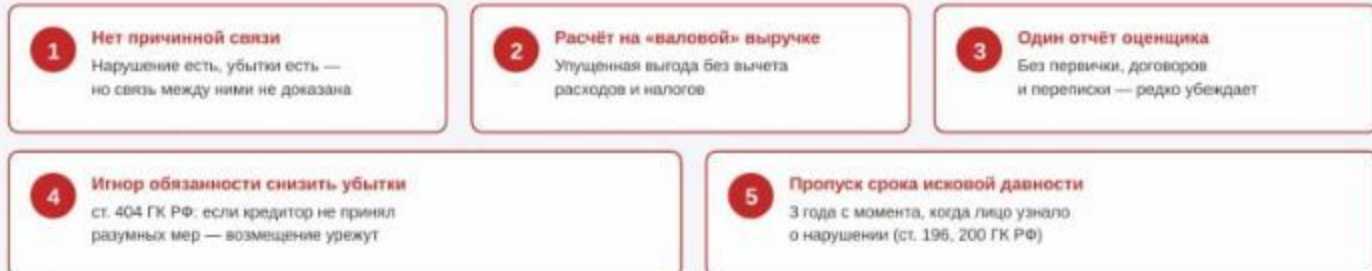 1
Нет причинной связи
Нарушение есть, убытки есть —
но связь между ними не доказана
2
Расчёт на «валовой» выручке
Упущенная выгода без вычета
расходов и налогов
3
Один отчёт оценщика
Без первички, договоров
и переписки — редко убеждает
4
Игнор обязанности снизить убытки
ст. 404 ГК РФ: если кредитор не принял
разумных мер — возмещение урежут
5
Пропуск срока исковой давности
3 года с момента, когда лицо узнало
о нарушении (ст. 196, 200 ГК РФ)